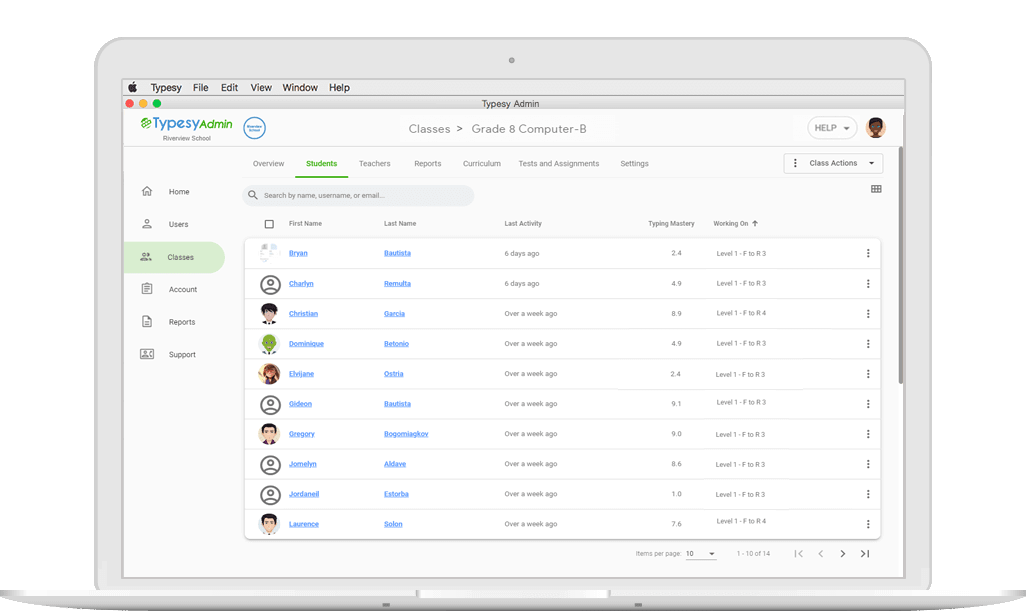 Typesy File Edit View Window Help
Typesy Admin
TypesyAdmin
Riverview School
Riverview School
Classes > Grade 8 Computer-B
HELP
Overview Students Teachers Reports Curriculum Tests and Assignments Settings
Class Actions
Home
Users
Classes
Account
Reports
Support
Search by name, username, or email...
First Name Last Name Last Activity Typing Mastery Working On
Bryan Bautista 6 days ago 2.4 Level 1 - F to R 3
Charlyn Remulta 6 days ago 4.9 Level 1 - F to R 3
Christian Garcia Over a week ago 8.9 Level 1 - F to R 4
Dominique Betonio Over a week ago 4.9 Level 1 - F to R 3
Elvijane Ostria Over a week ago 2.4 Level 1 - F to R 3
Gideon Bautista Over a week ago 9.1 Level 1 - F to R 3
Gregory Bogomiagkov Over a week ago 9.0 Level 1 - F to R 3
Jomelyn Aldave Over a week ago 8.6 Level 1 - F to R 3
Jordaneil Estorba Over a week ago 1.0 Level 1 - F to R 3
Laurence Solon Over a week ago 7.6 Level 1 - F to R 4
Items per page: 10 1 - 10 of 14